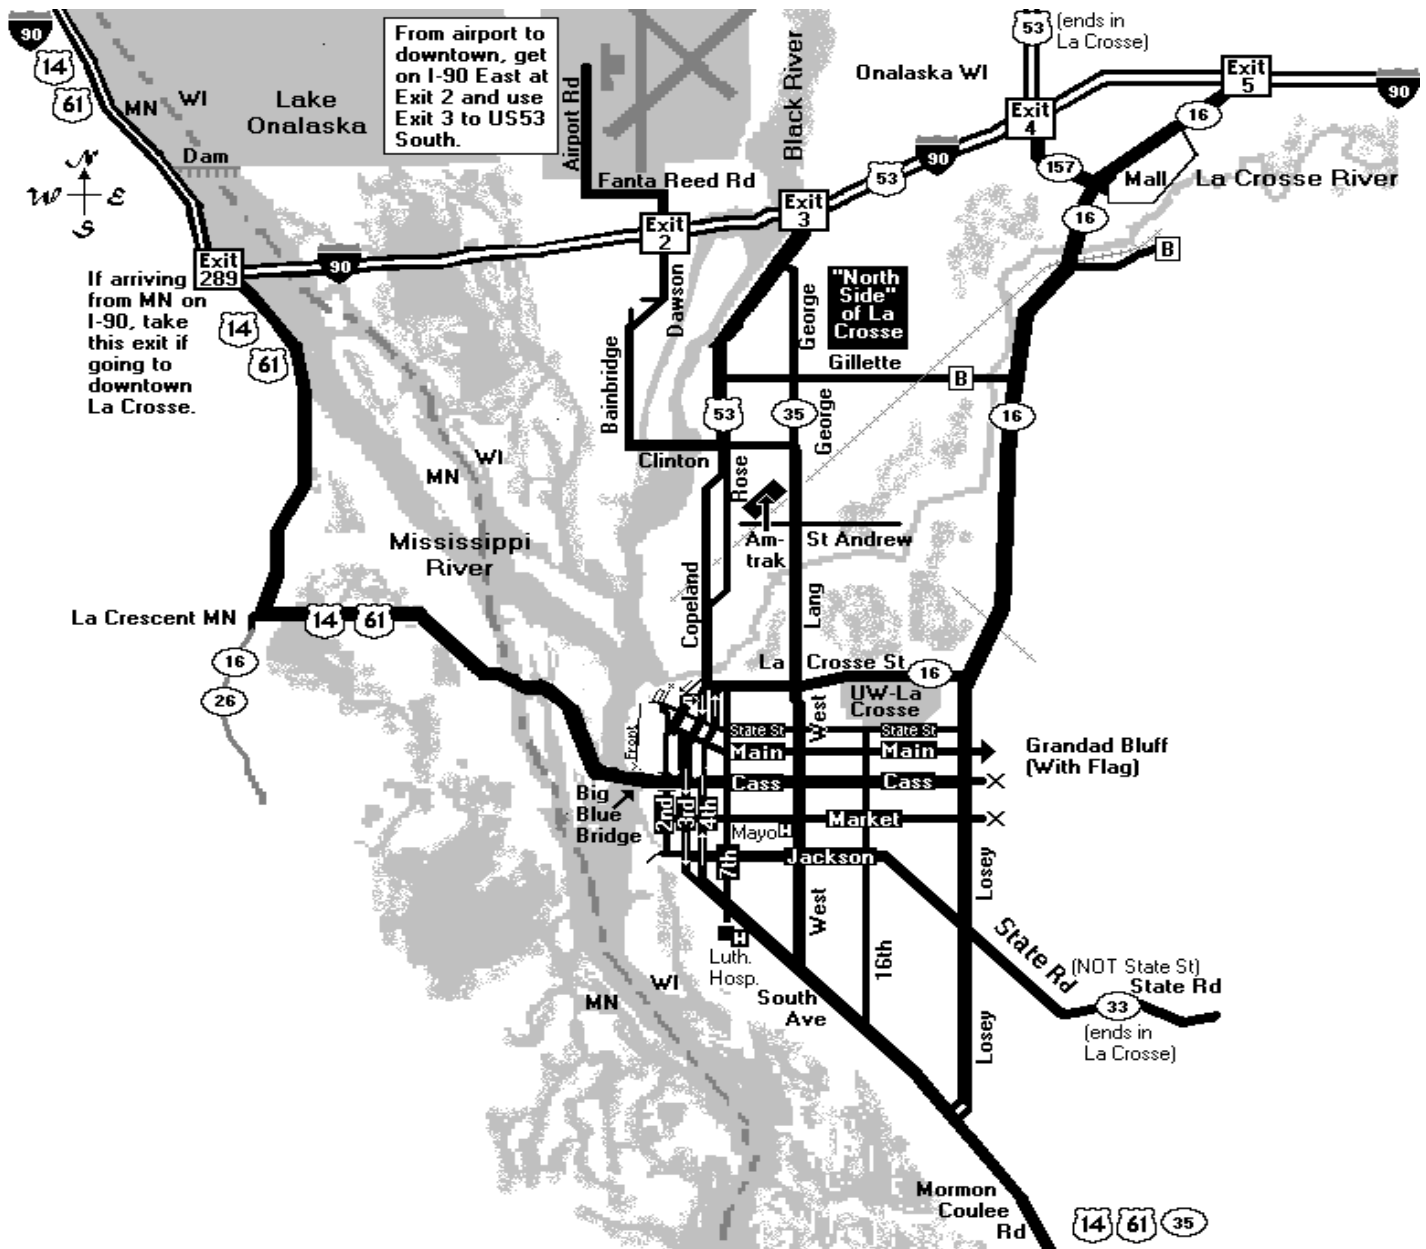 90
14
61
MN
WI
Lake
Onalaska
From airport to
downtown, get
on I-90 East at
Exit 2 and use
Exit 3 to US53
South.
Airport Rd
Black River
53
(ends in
La Crosse)
Onalaska WI
Exit
5
90
Exit
4
16
90
53
157
Mall
La Crosse River
N
W E
S
Dam
Fanta Reed Rd
Exit
3
16
Exit
2
B
Exit
289
90
If arriving
from MN on
I-90, take
this exit if
going to
downtown
La Crosse.
14
61
Dawson
Bainbridge
George
"North
Side"
of La
Crosse
Gillette
B
53
35
George
16
Clinton
WI
MN
Rose
Mississippi
River
Am-
trak
St Andrew
Copeland
Lang
La Crescent MN
14
61
16
26
La Crosse St
16
UW-La
Crosse
West
State St
State St
Front
Main
Main
Grandad Bluff
(With Flag)
Cass
Cass
Big
Blue
Bridge
2nd
3rd
4th
Market
Mayo H
7th
Jackson
Losey
West
H
Luth.
Hosp.
16th
State Rd
(NOT State St)
State Rd
33
(ends in
La Crosse)
WI
MN
South
Ave
Losey
Mormon
Coulee
Rd
14
61
35